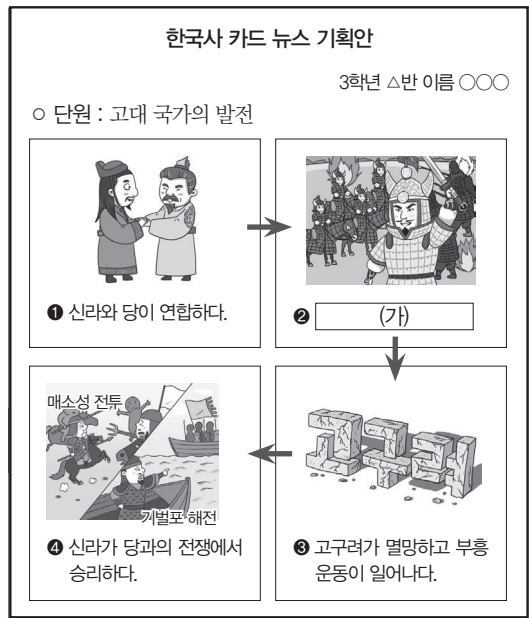 한국사 카드 뉴스 기획안
3학년 △반 이름 ○○○
○ 단원 : 고대 국가의 발전
❶ 신라와 당이 연합하다.
❷ (가)
고구려
❸ 고구려가 멸망하고 부흥
운동이 일어나다.
매소성 전투
기벌포 해전
❹ 신라가 당과의 전쟁에서
승리하다.